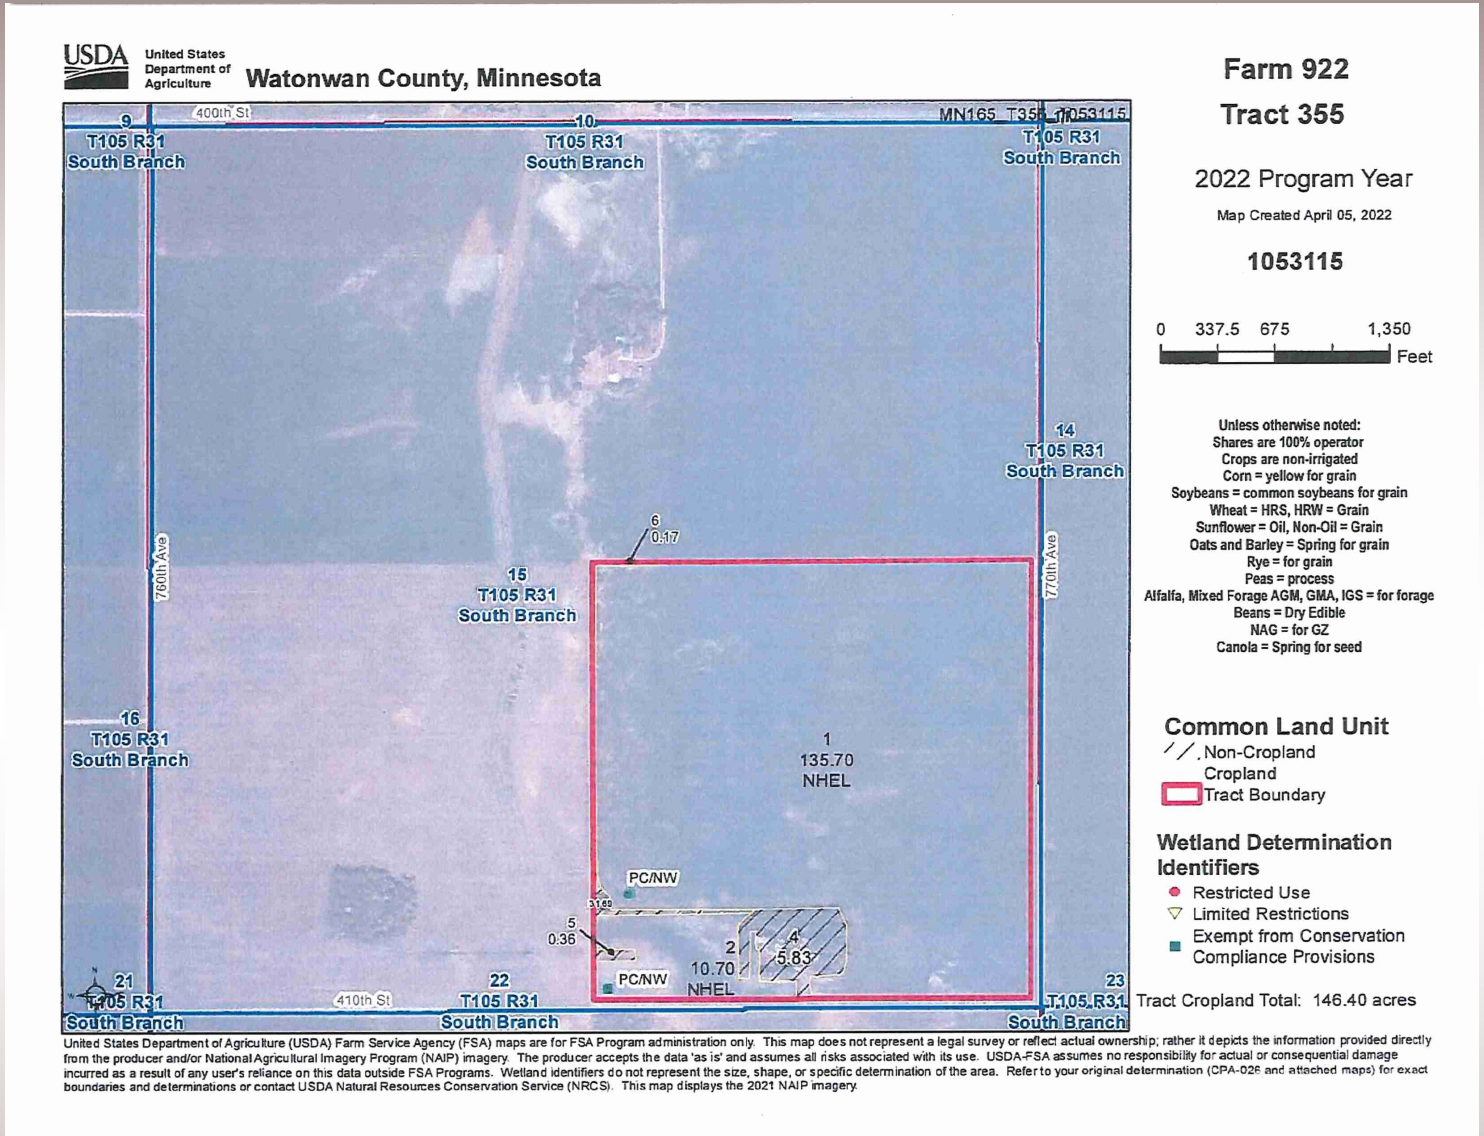 USDA
United States
Department of
Agriculture
Watonwan County, Minnesota
Farm 922
Tract 355
2022 Program Year
Map Created April 05, 2022
1053115
0 337.5 675 1,350
Feet
Unless otherwise noted:
Shares are 100% operator
Crops are non-irrigated
Corn = yellow for grain
Soybeans = common soybeans for grain
Wheat = HRS, HRW = Grain
Sunflower = Oil, Non-Oil = Grain
Oats and Barley = Spring for grain
Rye = for grain
Peas = process
Alfalfa, Mixed Forage AGM, GMA, IGS = for forage
Beans = Dry Edible
NAG = for GZ
Canola = Spring for seed
Common Land Unit
Non-Cropland
Cropland
Tract Boundary
Wetland Determination
Identifiers
Restricted Use
Limited Restrictions
Exempt from Conservation
Compliance Provisions
Tract Cropland Total: 146.40 acres
400th St
MN165_T355_1053115
9
T105 R31
South Branch
10
T105 R31
South Branch
T105 R31
South Branch
14
T105 R31
South Branch
6
0.17
760th Ave
770th Ave
15
T105 R31
South Branch
16
T105 R31
South Branch
1
135.70
NHEL
PC/NW
5
0.36
2
10.70
NHEL
4
5.83
PC/NW
N
W
21
T105 R31
South Branch
410th St
22
T105 R31
South Branch
23
T105 R31
South Branch
United States Department of Agriculture (USDA) Farm Service Agency (FSA) maps are for FSA Program administration only. This map does not represent a legal survey or reflect actual ownership; rather it depicts the information provided directly
from the producer and/or National Agricultural Imagery Program (NAIP) imagery. The producer accepts the data 'as is' and assumes all risks associated with its use. USDA-FSA assumes no responsibility for actual or consequential damage
incurred as a result of any user's reliance on this data outside FSA Programs. Wetland identifiers do not represent the size, shape, or specific determination of the area. Refer to your original determination (CPA-026 and attached maps) for exact
boundaries and determinations or contact USDA Natural Resources Conservation Service (NRCS). This map displays the 2021 NAIP imagery.